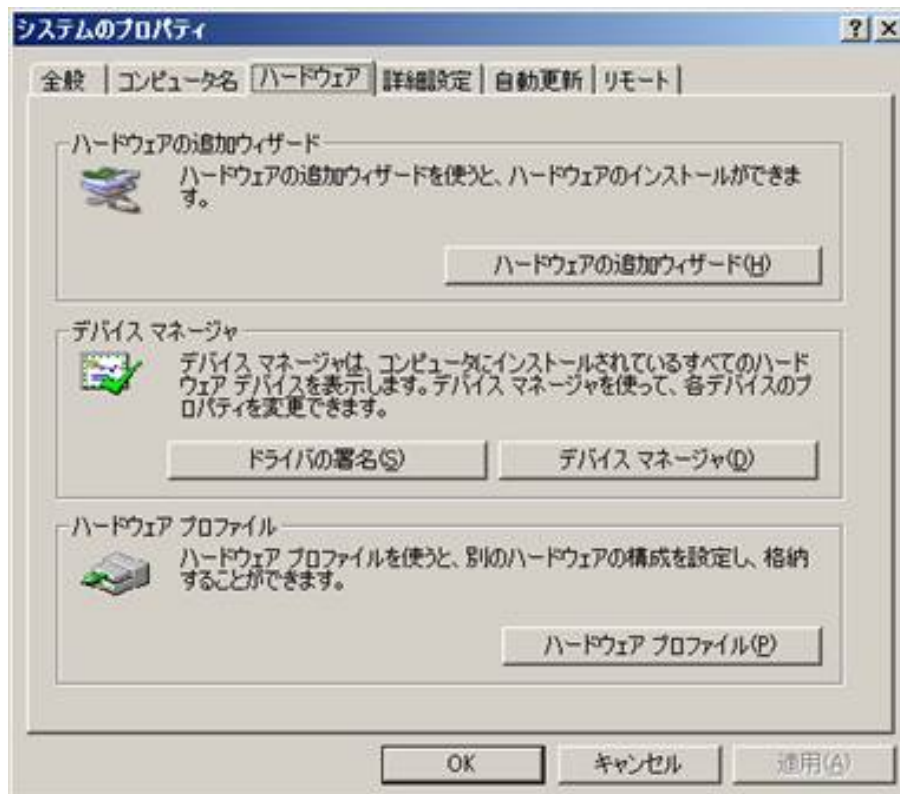 システムのプロパティ
全般 コンピュータ名 ハードウェア 詳細設定 自動更新 リモート
ハードウェアの追加ウィザード
ハードウェアの追加ウィザードを使うと、ハードウェアのインストールができま
す。
ハードウェアの追加ウィザード(H)
デバイス マネージャ
デバイス マネージャは、コンピュータにインストールされているすべてのハード
ウェア デバイスを表示します。デバイス マネージャを使って、各デバイスのプ
ロパティを変更できます。
ドライバの署名(S) デバイス マネージャ(D)
ハードウェア プロファイル
ハードウェア プロファイルを使うと、別のハードウェアの構成を設定し、格納
することができます。
ハードウェア プロファイル(P)
OK キャンセル 適用(A)